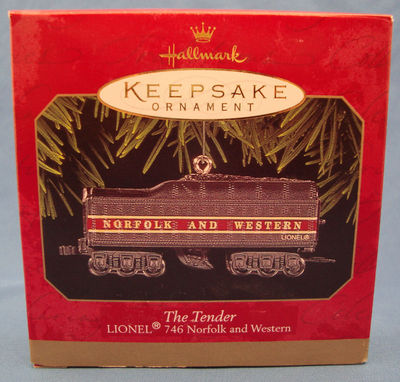 Hallmark
KEEPSAKE
ORNAMENT
NORFOLK AND WESTERN
LIONEL®
The Tender
LIONEL® 746 Norfolk and Western